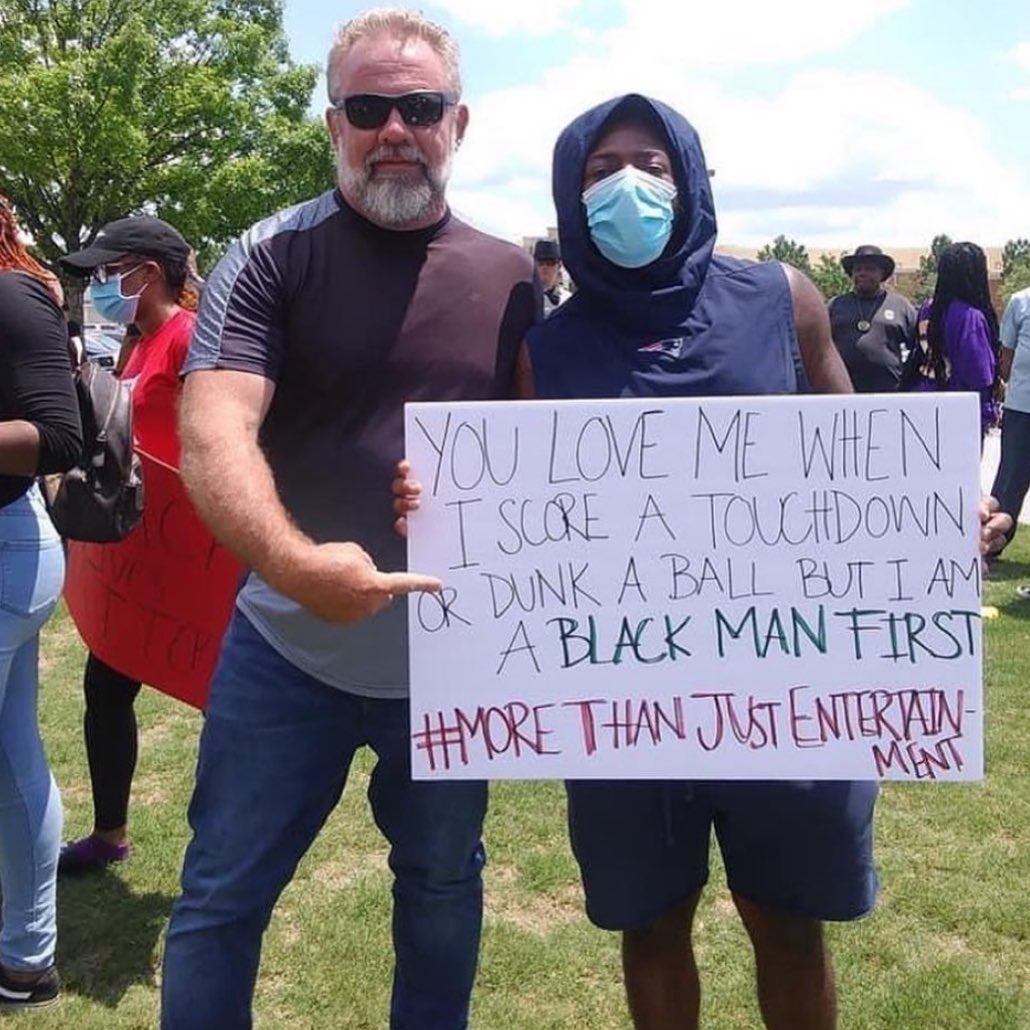 YOU LOVE ME WHEN
I SCORE A TOUCHDOWN
OR DUNK A BALL BUT I AM
A BLACK MAN FIRST
#MORE THAN JUST ENTERTAIN-
MENT